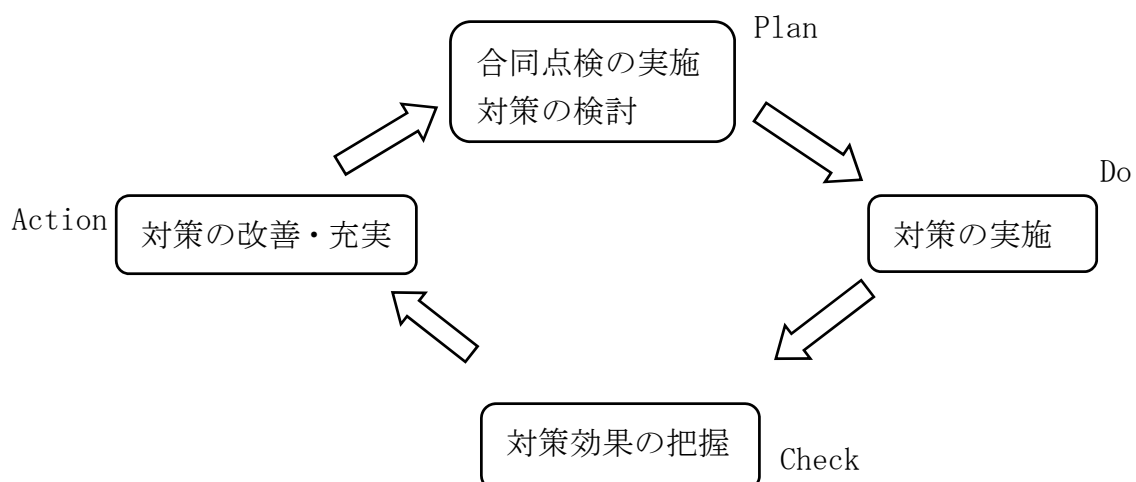 Plan
合同点検の実施
対策の検討
Do
対策の実施
Action
対策の改善・充実
対策効果の把握
Check